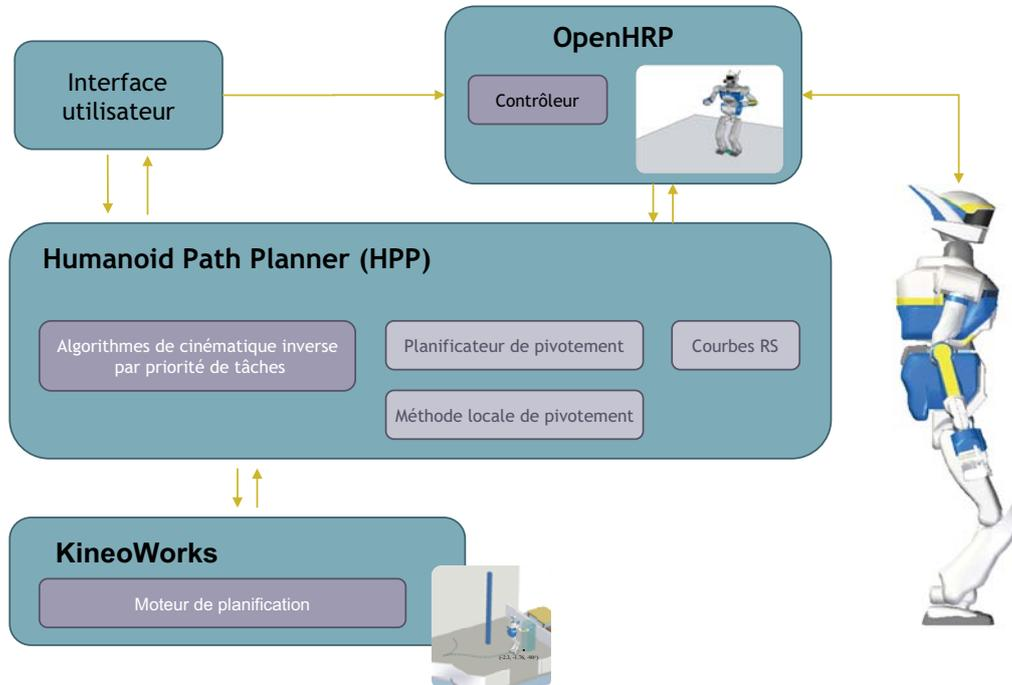 OpenHRP
Interface
utilisateur
Contrôleur
Humanoid Path Planner (HPP)
Algorithmes de cinématique inverse
par priorité de tâches
Planificateur de pivotement
Courbes RS
Méthode locale de pivotement
KineoWorks
Moteur de planification